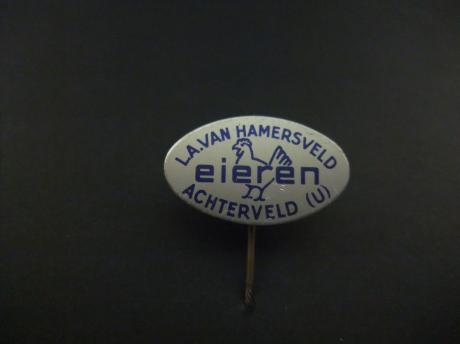 L.A. VAN HAMERSVELD
eieren
ACHTERVELD (U)